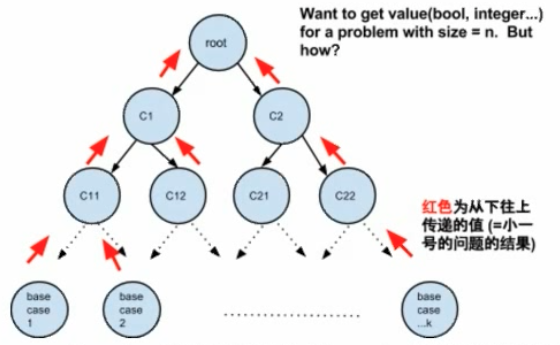 Want to get value(bool, integer...)
for a problem with size = n. But
how?
root
C1
C2
C11
C12
C21
C22
红色为从下往上
传递的值 (=小一
号的问题的结果)
base
case
1
base
case
2
base
case
...k